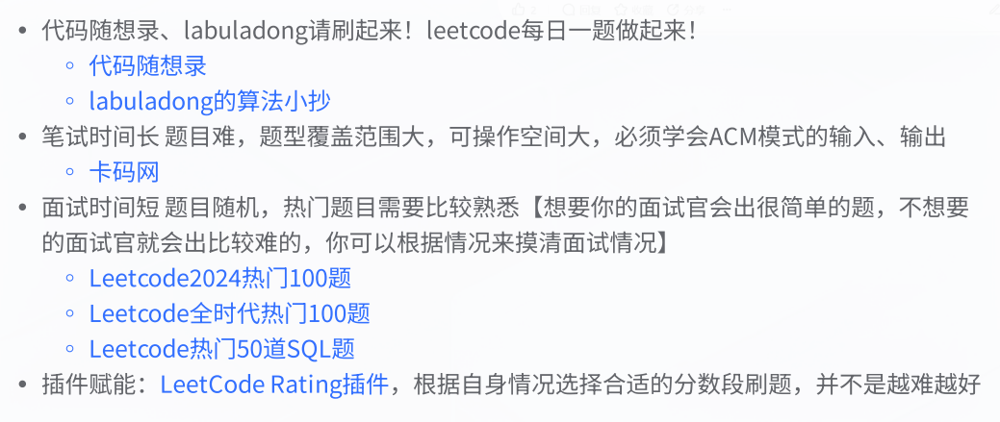 代码随想录、labuladong请刷起来！leetcode每日一题做起来！
代码随想录
labuladong的算法小抄
笔试时间长 题目难，题型覆盖范围大，可操作空间大，必须学会ACM模式的输入、输出
卡码网
面试时间短 题目随机，热门题目需要比较熟悉【想要你的面试官会出很简单的题，不想要
的面试官就会出比较难的，你可以根据情况来摸清面试情况】
Leetcode2024热门100题
Leetcode全时代热门100题
Leetcode热门50道SQL题
插件赋能：LeetCode Rating插件，根据自身情况选择合适的分数段刷题，并不是越难越好